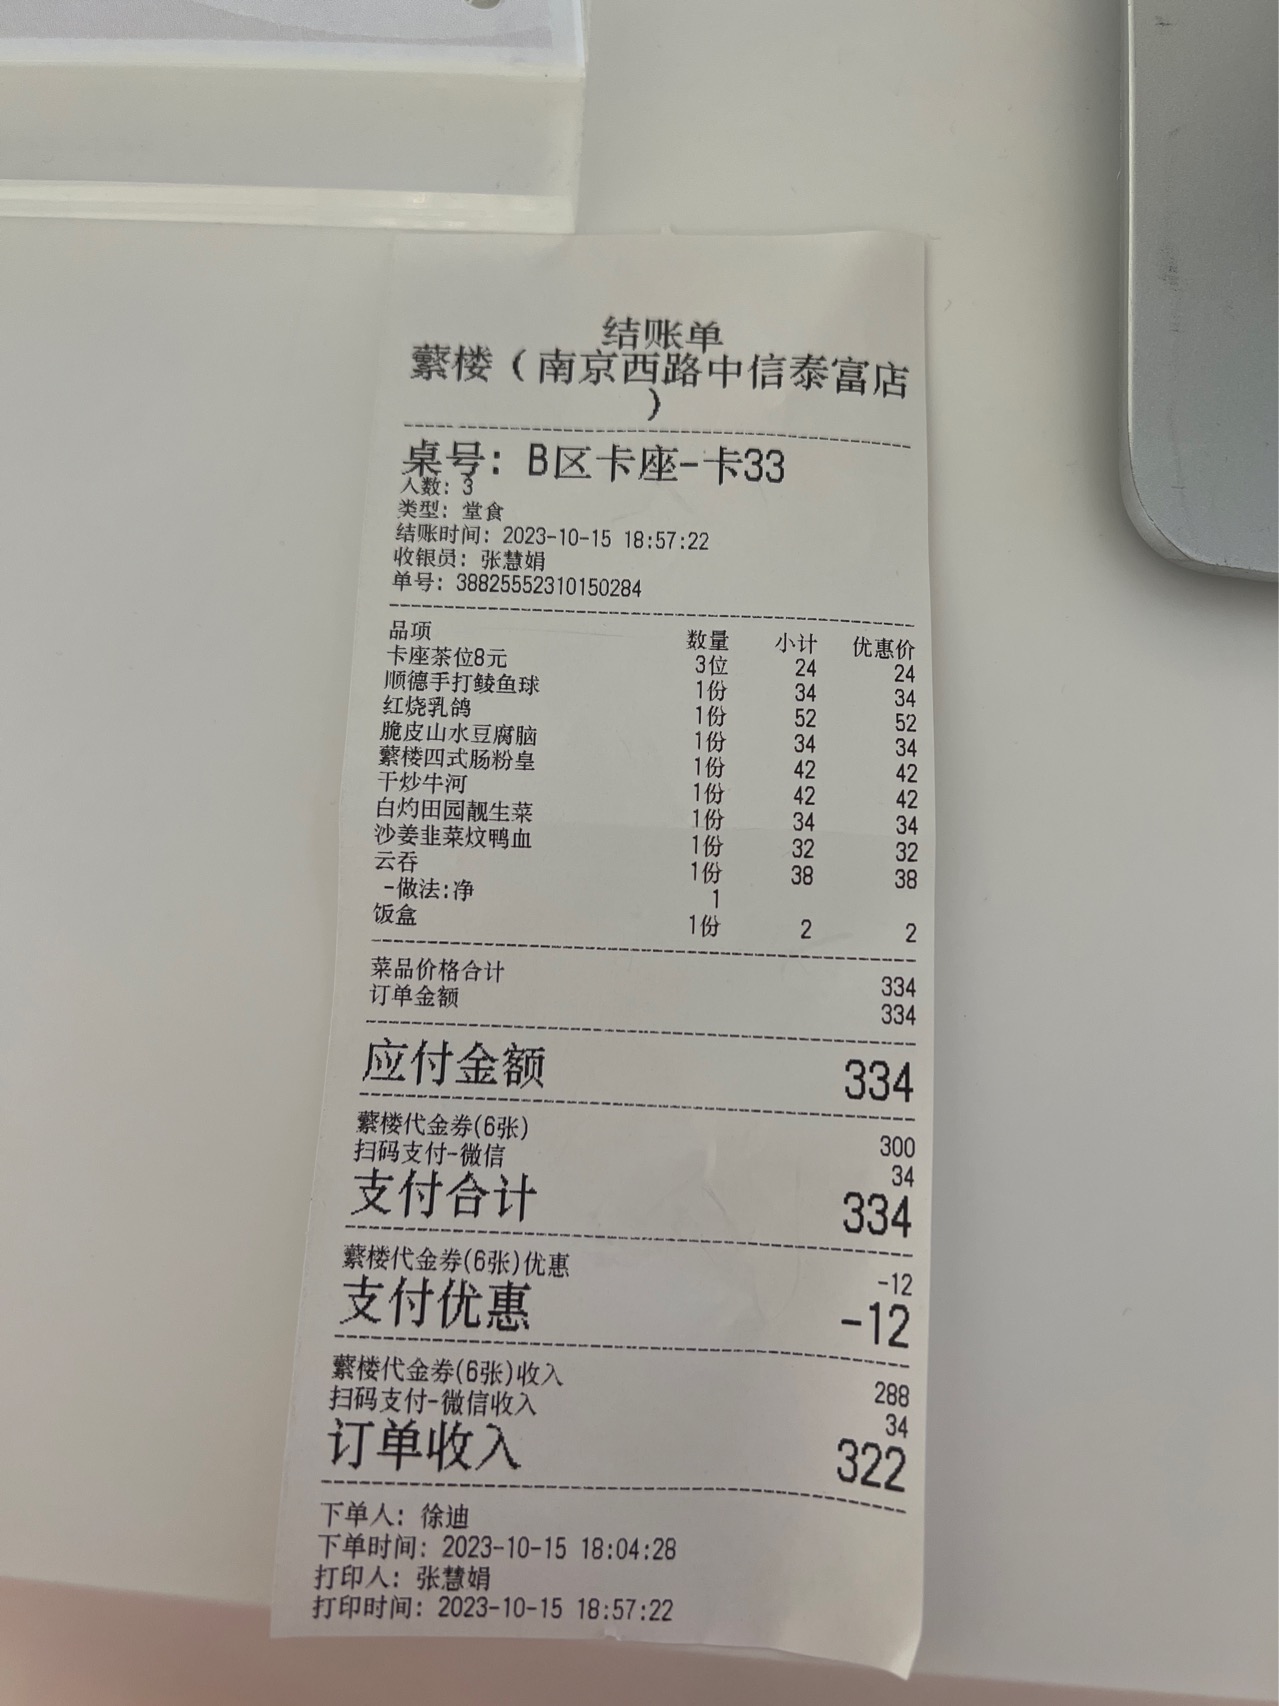 结账单
蘩楼（南京西路中信泰富店
）
桌号：B区卡座-卡33
人数：3
类型：堂食
结账时间：2023-10-15 18:57:22
收银员：张慧娟
单号：38825552310150284
品项 数量 小计 优惠价
卡座茶位8元 3位 24 24
顺德手打鲮鱼球 1份 34 34
红烧乳鸽 1份 52 52
脆皮山水豆腐脑 1份 34 34
蘩楼四式肠粉皇 1份 42 42
干炒牛河 1份 42 42
白灼田园靓生菜 1份 34 34
沙姜韭菜炆鸭血 1份 32 32
云吞 1份 38 38
-做法:净 1
饭盒 1份 2 2
菜品价格合计 334
订单金额 334
应付金额 334
蘩楼代金券(6张) 300
扫码支付-微信 34
支付合计 334
蘩楼代金券(6张)优惠 -12
支付优惠 -12
蘩楼代金券(6张)收入 288
扫码支付-微信收入 34
订单收入 322
下单人：徐迪
下单时间：2023-10-15 18:04:28
打印人：张慧娟
打印时间：2023-10-15 18:57:22